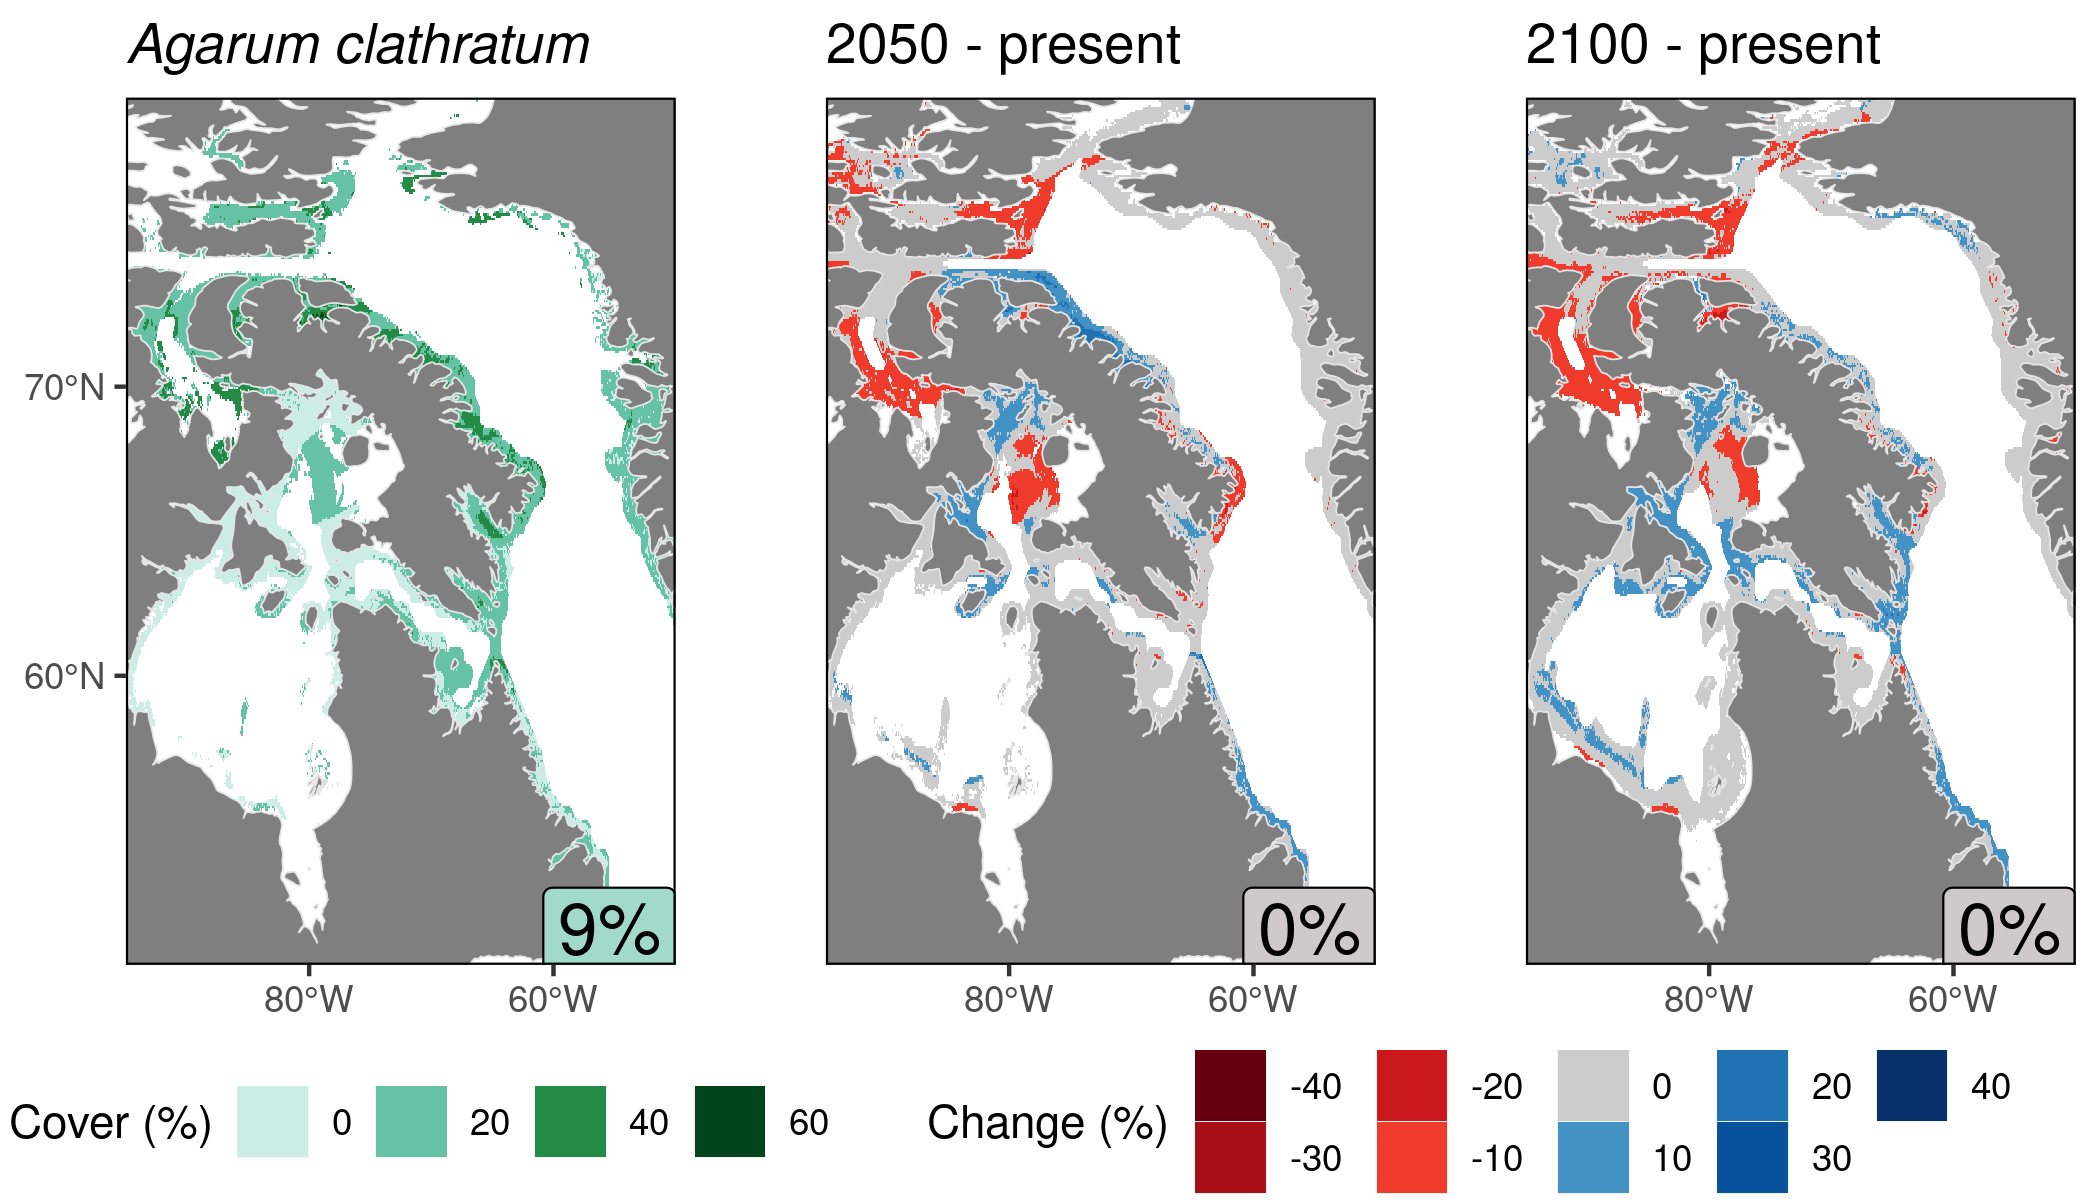 Agarum clathratum
2050 - present
2100 - present
70°N
60°N
9%
0%
0%
80°W
60°W
80°W
60°W
80°W
60°W
Cover (%)
0
20
40
60
Change (%)
-40
-30
-20
-10
0
10
20
30
40